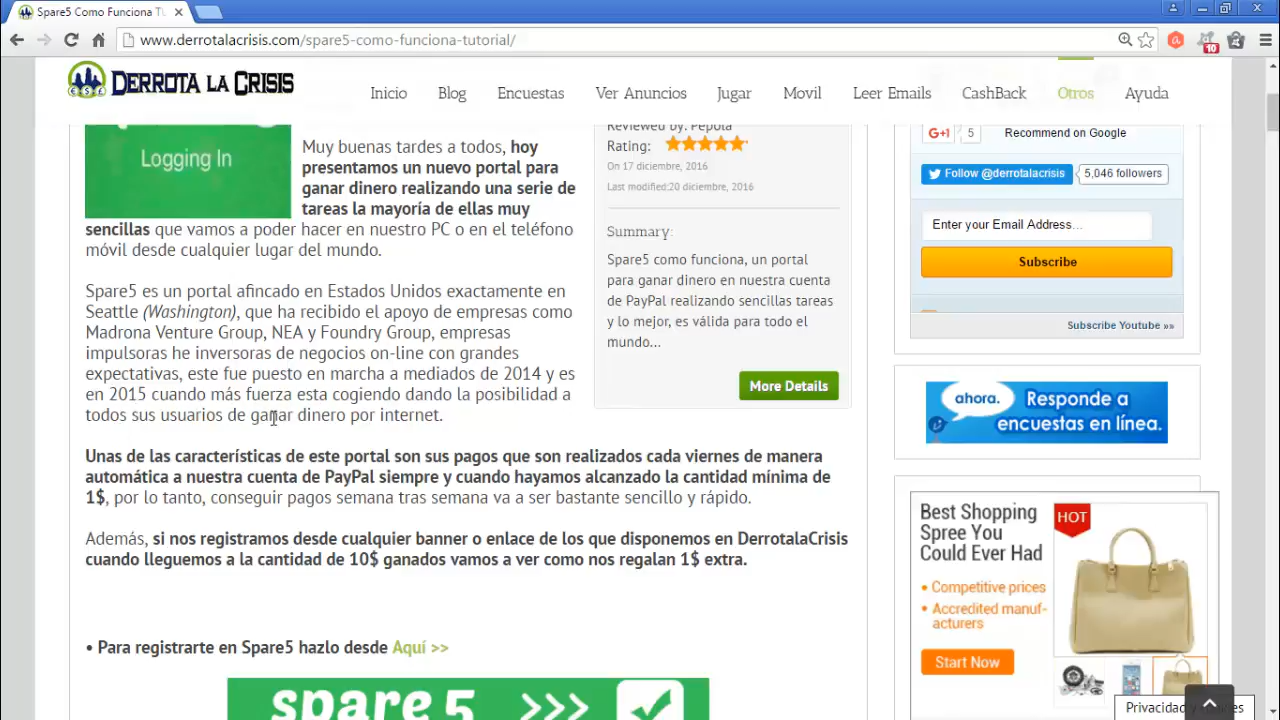 Spare5 Como Funciona Tu
www.derrotalacrisis.com/spare5-como-funciona-tutorial/
10
DERROTA LA CRISIS
Inicio
Blog
Encuestas
Ver Anuncios
Jugar
Movil
Leer Emails
CashBack
Otros
Ayuda
Logging In
Muy buenas tardes a todos, hoy
presentamos un nuevo portal para
ganar dinero realizando una serie de
tareas la mayoría de ellas muy
sencillas que vamos a poder hacer en nuestro PC o en el teléfono
móvil desde cualquier lugar del mundo.
Spare5 es un portal afincado en Estados Unidos exactamente en
Seattle (Washington), que ha recibido el apoyo de empresas como
Madrona Venture Group, NEA y Foundry Group, empresas
impulsoras he inversoras de negocios on-line con grandes
expectativas, este fue puesto en marcha a mediados de 2014 y es
en 2015 cuando más fuerza esta cogiendo dando la posibilidad a
todos sus usuarios de ganar dinero por internet.
Reviewed by: Pepola
Rating:
On 17 diciembre, 2016
Last modified:20 diciembre, 2016
Summary:
Spare5 como funciona, un portal
para ganar dinero en nuestra cuenta
de PayPal realizando sencillas tareas
y lo mejor, es válida para todo el
mundo...
More Details
Unas de las características de este portal son sus pagos que son realizados cada viernes de manera
automática a nuestra cuenta de PayPal siempre y cuando hayamos alcanzado la cantidad mínima de
1$, por lo tanto, conseguir pagos semana tras semana va a ser bastante sencillo y rápido.
Además, si nos registramos desde cualquier banner o enlace de los que disponemos en DerrotalaCrisis
cuando lleguemos a la cantidad de 10$ ganados vamos a ver como nos regalan 1$ extra.
• Para registrarte en Spare5 hazlo desde Aquí >>
spare5 >>>
G+1 5 Recommend on Google
Follow @derrotalacrisis 5,046 followers
Enter your Email Address...
Subscribe
Subscribe Youtube »»
ahora.
Responde a
encuestas en línea.
Best Shopping
Spree You
Could Ever Had
HOT
• Competitive prices
• Accredited manuf-
acturers
Start Now